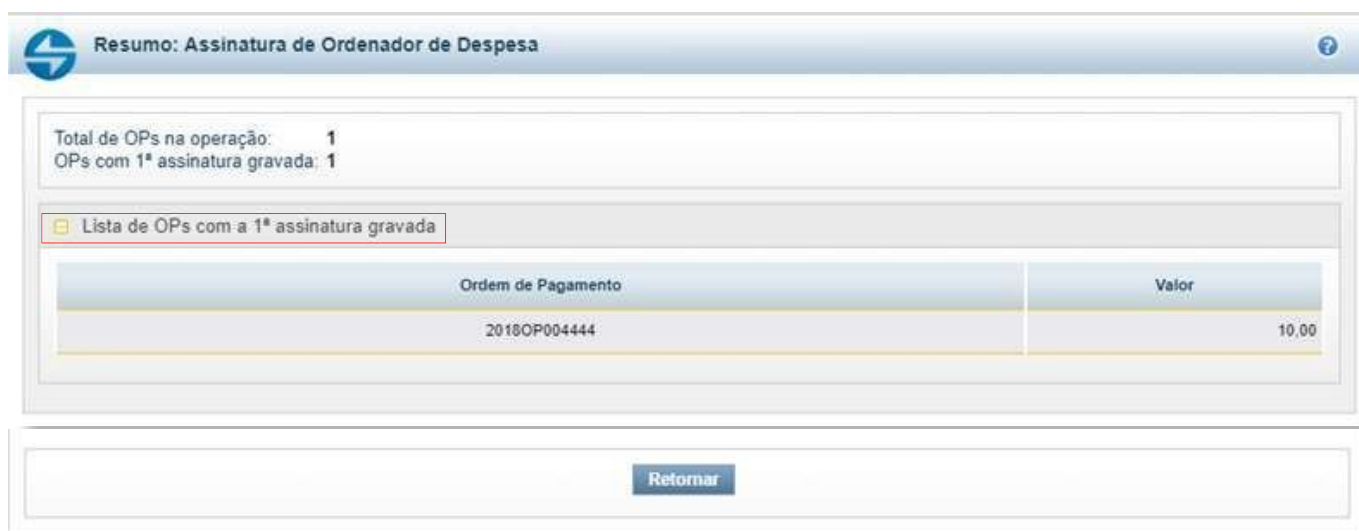 Resumo: Assinatura de Ordenador de Despesa
Total de OPs na operação: 1
OPs com 1ª assinatura gravada: 1
Lista de OPs com a 1ª assinatura gravada
Ordem de Pagamento Valor
2018OP004444 10,00
Retornar